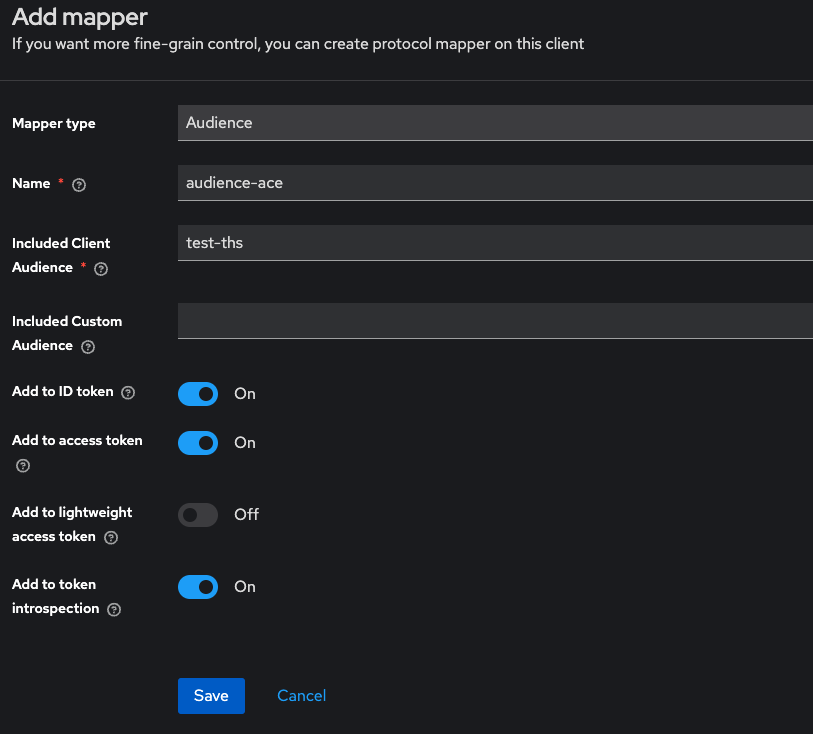 Add mapper
If you want more fine-grain control, you can create protocol mapper on this client
Mapper type
Audience
Name *
audience-ace
Included Client
Audience *
test-ths
Included Custom
Audience
Add to ID token
On
Add to access token
On
Add to lightweight
access token
Off
Add to token
introspection
On
Save
Cancel